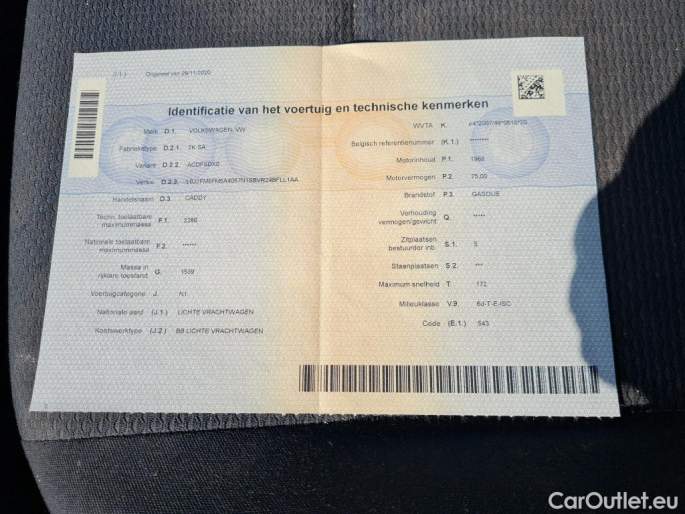 (J.1.) Origineel van 29/11/2020
Identificatie van het voertuig en technische kenmerken
Merk D.1. VOLKSWAGEN, VW
Fabriekstype D.2.1. 2K SA
Variant D.2.2.
Versie D.2.3.
Handelsnaam D.3. CADDY
Techn. toelaatbare
maximummassa F.1.
Nationale toelaatbare
maximummassa F.2. ******
Massa in
rijklare toestand G. 1539
Voertuigcategorie J. N1
Nationale aard (J.1.) LICHTE VRACHTWAGEN
Koetswerktype (J.2.) BB LICHTE VRACHTWAGEN
WVTA K.
Belgisch referentienummer (K.1.) ********
Motorinhoud P.1. 1968
Motorvermogen P.2. 75,00
Brandstof P.3. GASOLIE
Verhouding
vermogen/gewicht Q. *****
Zitplaatsen
bestuurder inb. S.1. 5
Staanplaatsen S.2. ***
Maximum snelheid T. 172
Milieuklasse V.9. 6d-T-E-ISC
Code (E.1.) 543
CarOutlet.eu